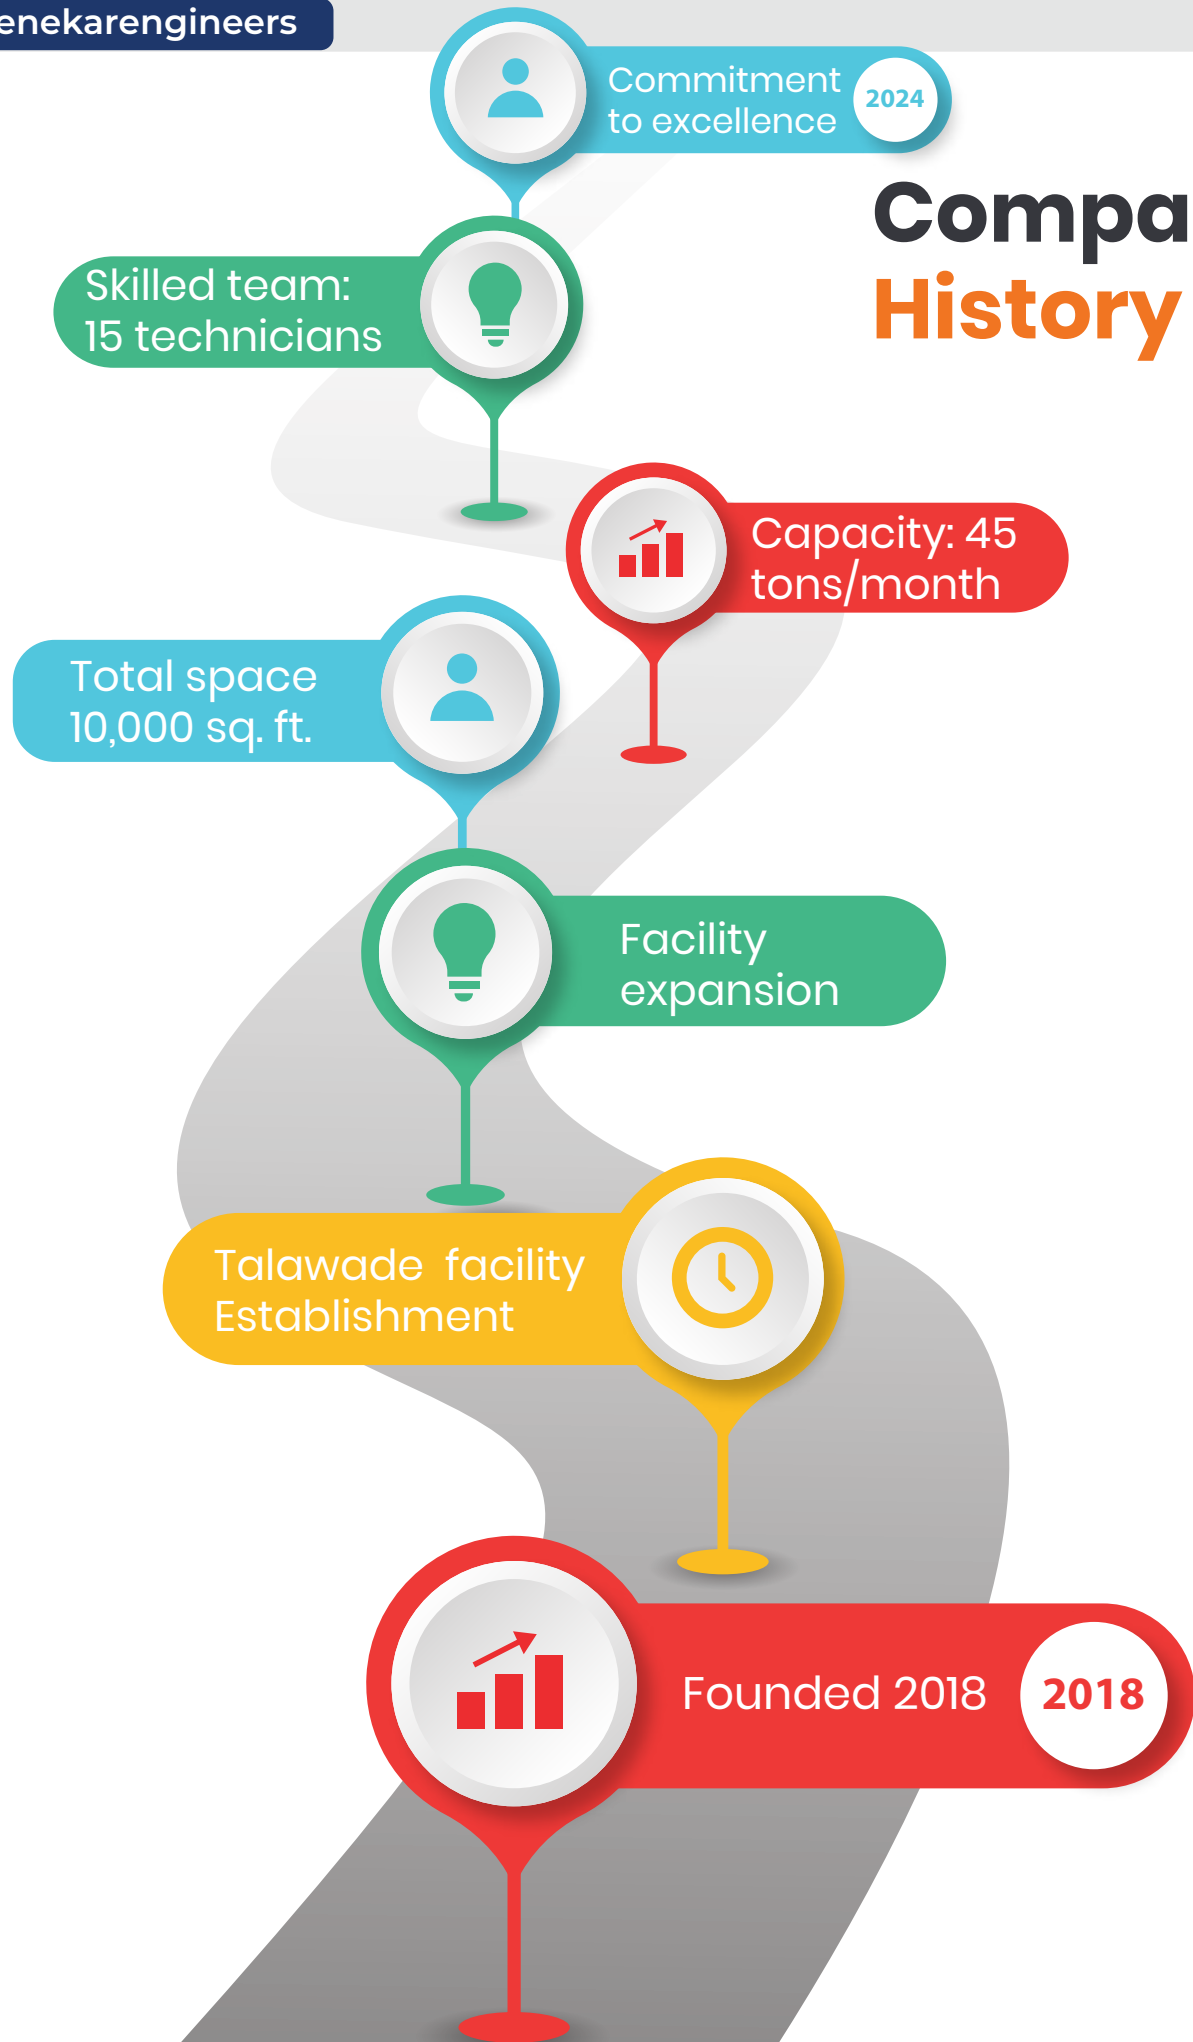 enekarengineers
Commitment
to excellence
2024
Compa
History
Skilled team:
15 technicians
Capacity: 45
tons/month
Total space
10,000 sq. ft.
Facility
expansion
Talawade facility
Establishment
Founded 2018
2018